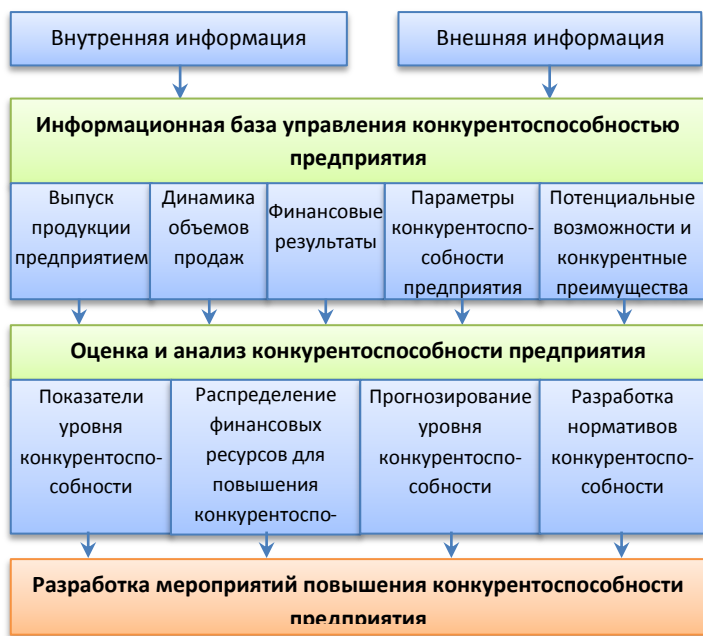 Внутренняя информация
Внешняя информация
Информационная база управления конкурентоспособностью
предприятия
Выпуск
продукции
предприятием
Динамика
объемов
продаж
Финансовые
результаты
Параметры
конкурентоспо-
собности
предприятия
Потенциальные
возможности и
конкурентные
преимущества
Оценка и анализ конкурентоспособности предприятия
Показатели
уровня
конкурентоспо-
собности
Распределение
финансовых
ресурсов для
повышения
конкурентоспо-
Прогнозирование
уровня
конкурентоспо-
собности
Разработка
нормативов
конкурентоспо-
собности
Разработка мероприятий повышения конкурентоспособности
предприятия